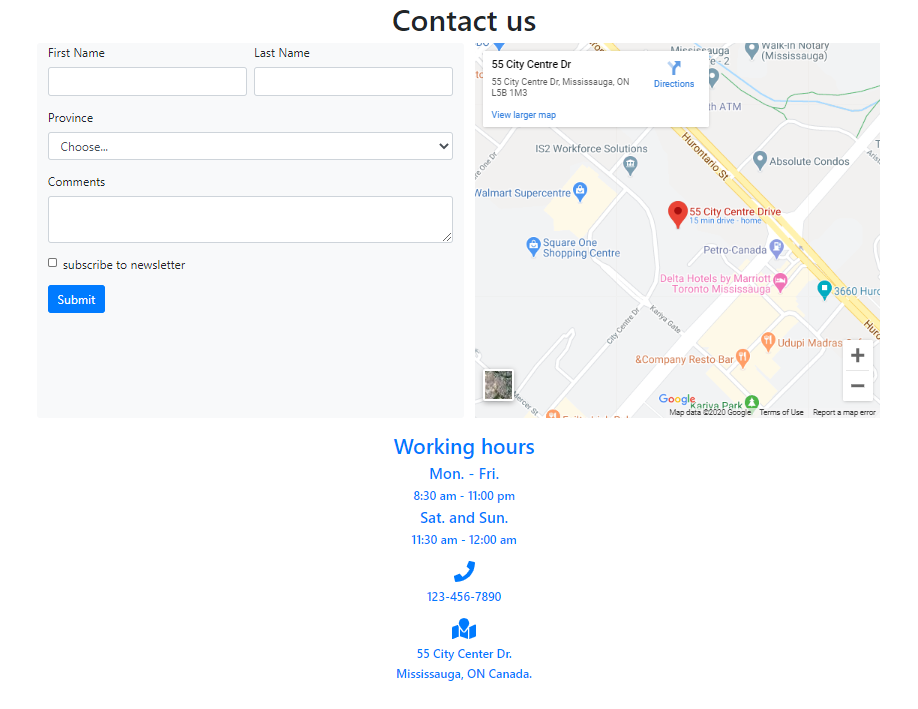 Contact us
First Name
Last Name
Province
Choose...
Comments
subscribe to newsletter
Submit
55 City Centre Dr
55 City Centre Dr, Mississauga, ON
L5B 1M3
Directions
View larger map
Mississauga
Walk-in Notary
(Mississauga)
th ATM
IS2 Workforce Solutions
Hurontario St
Absolute Condos
Walmart Supercentre
55 City Centre Drive
15 min drive - home
Square One
Shopping Centre
Petro-Canada
Delta Hotels by Marriott
Toronto Mississauga
3660 Huro
City Centre Dr
Kariya Gate
Udupi Madras
&Company Resto Bar
Mercer St
Google
Kariya Park
Map data ©2020 Google
Terms of Use
Report a map error
Working hours
Mon. - Fri.
8:30 am - 11:00 pm
Sat. and Sun.
11:30 am - 12:00 am
123-456-7890
55 City Center Dr.
Mississauga, ON Canada.